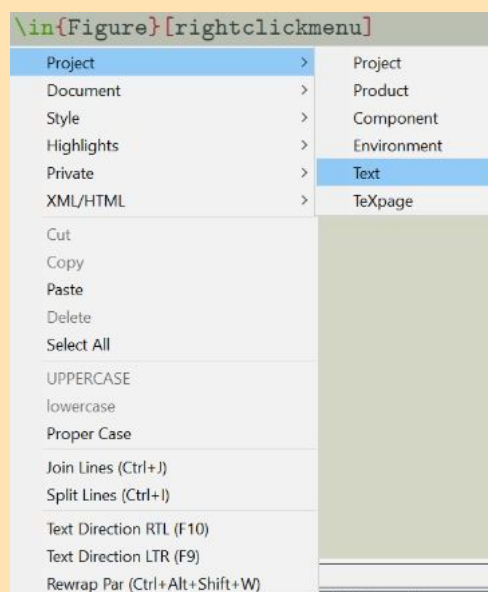 \in{Figure}[rightclickmenu]
Project >
Document >
Style >
Highlights >
Private >
XML/HTML >
Cut
Copy
Paste
Delete
Select All
UPPERCASE
lowercase
Proper Case
Join Lines (Ctrl+J)
Split Lines (Ctrl+I)
Text Direction RTL (F10)
Text Direction LTR (F9)
Rewrap Par (Ctrl+Alt+Shift+W)
Project
Product
Component
Environment
Text
TeXpage